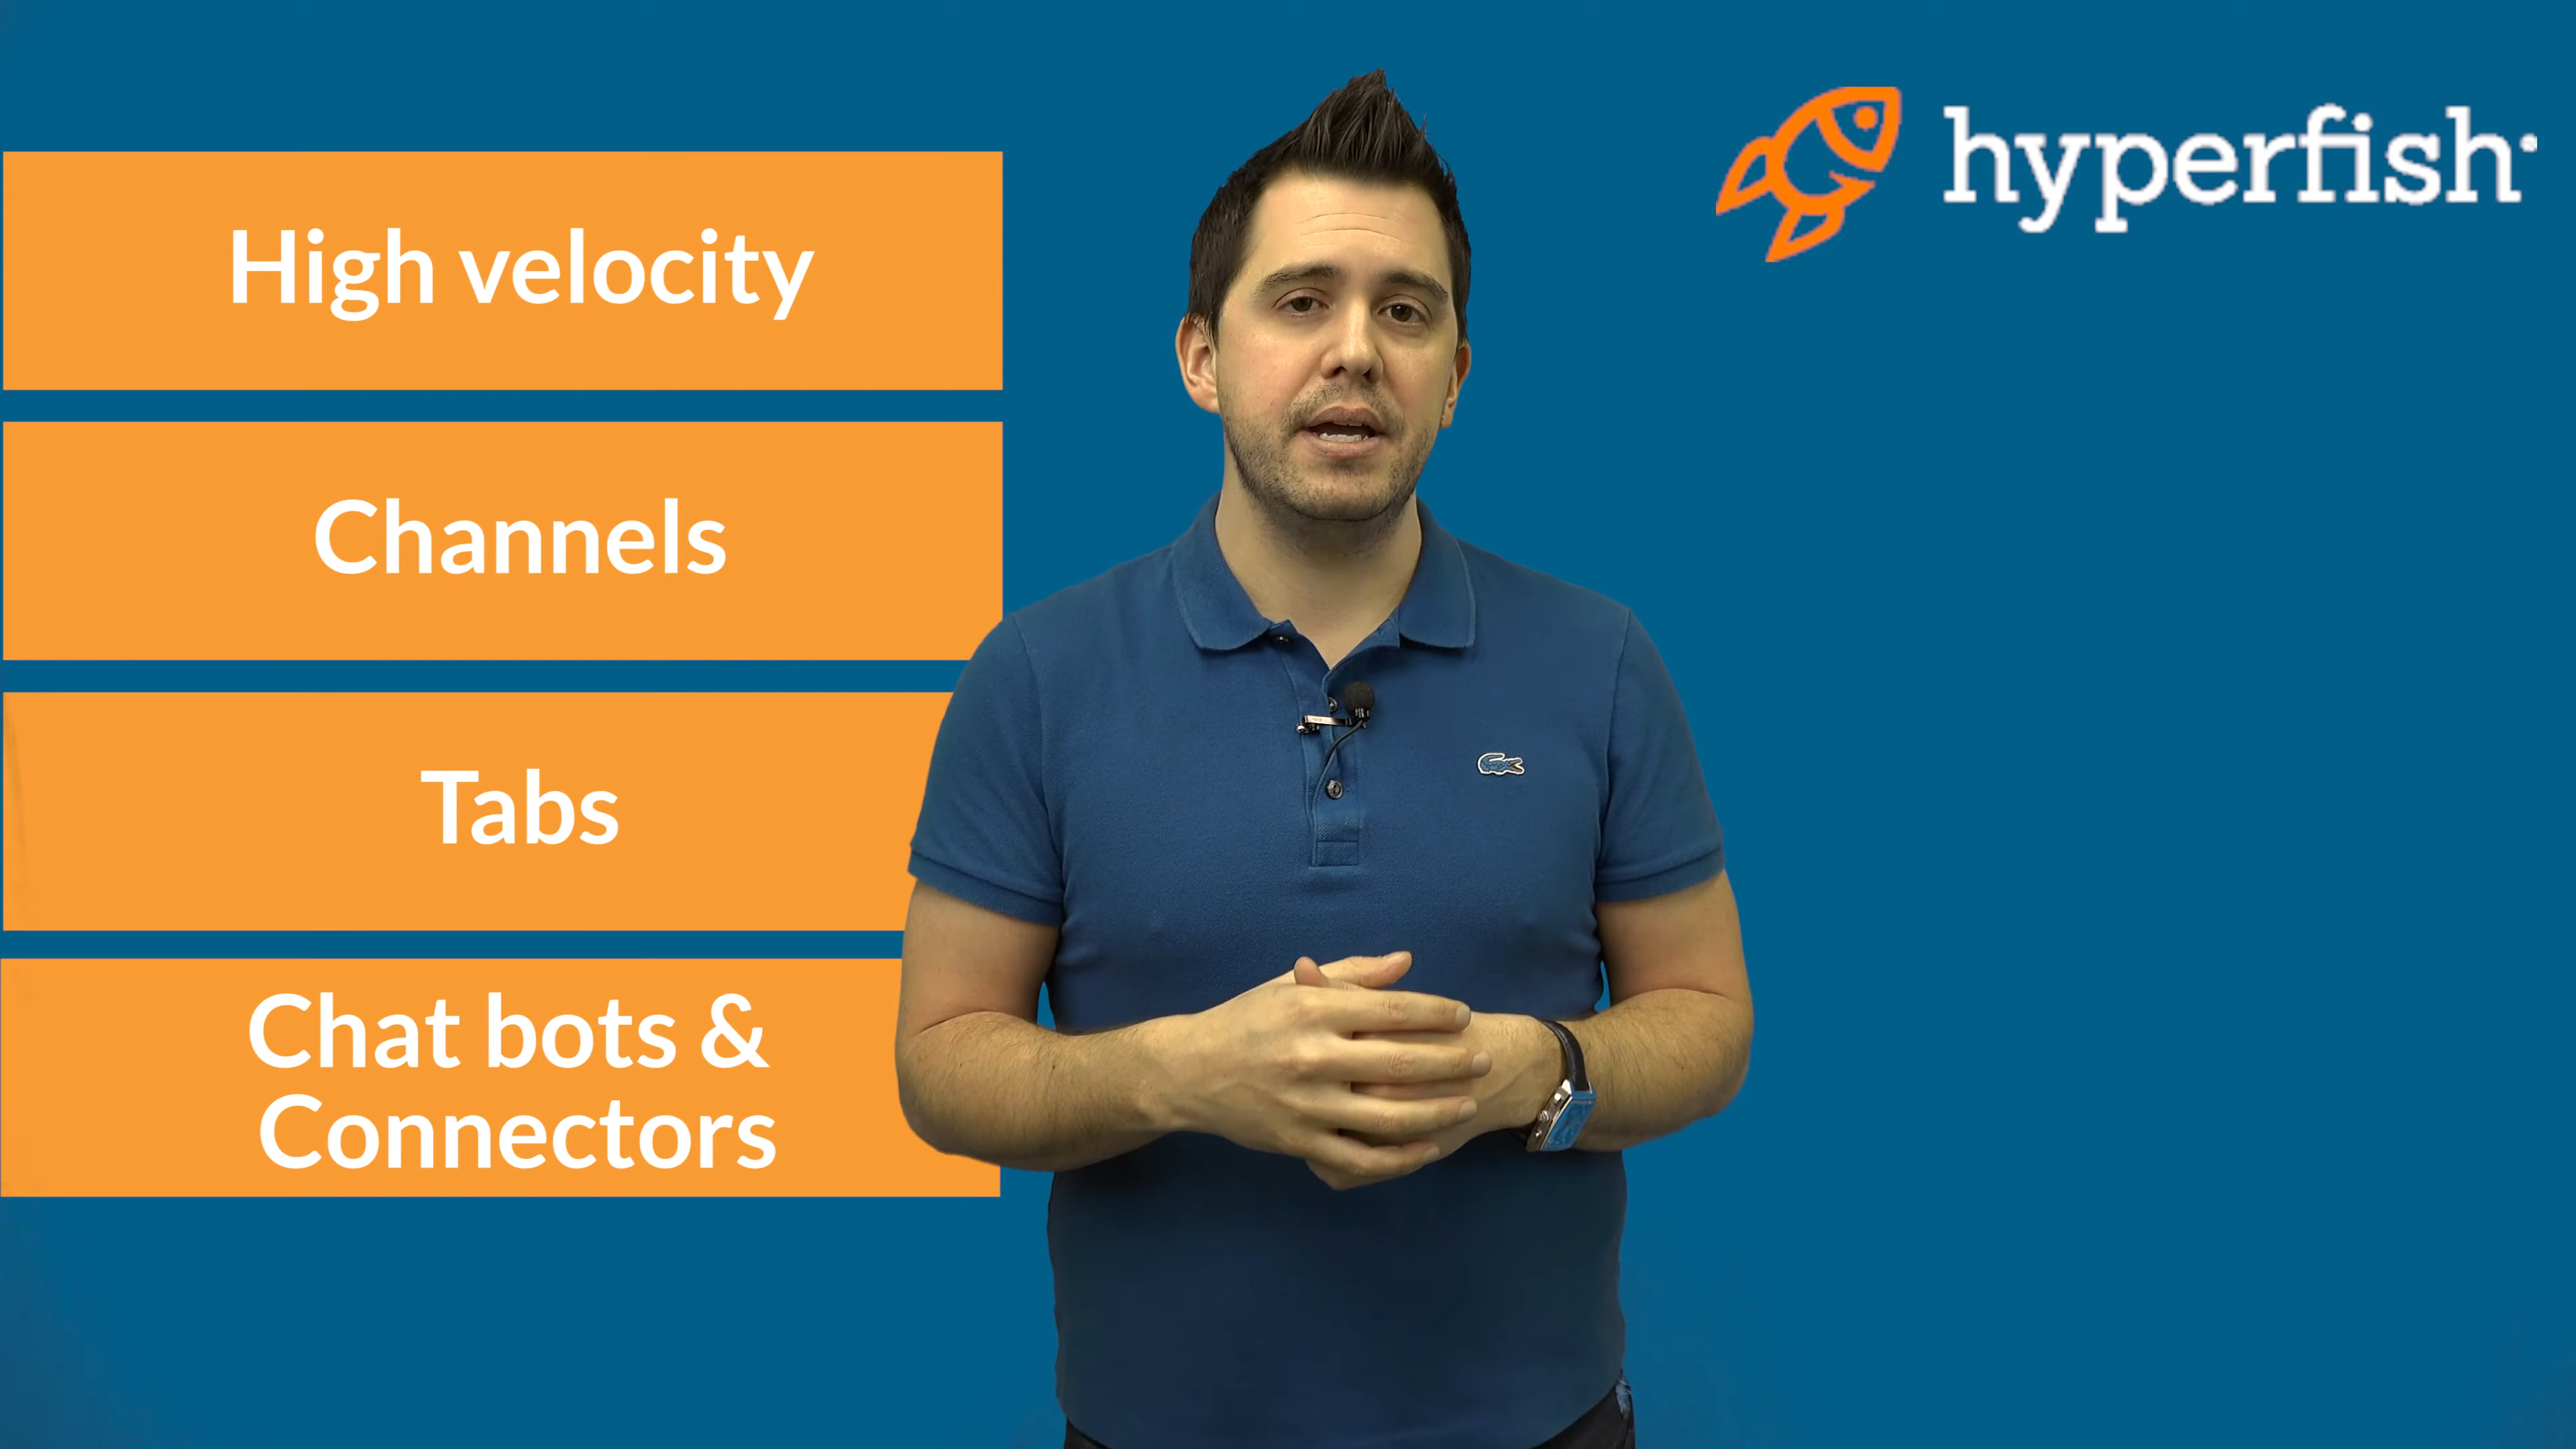 High velocity
Channels
Tabs
Chat bots &
Connectors
hyperfish